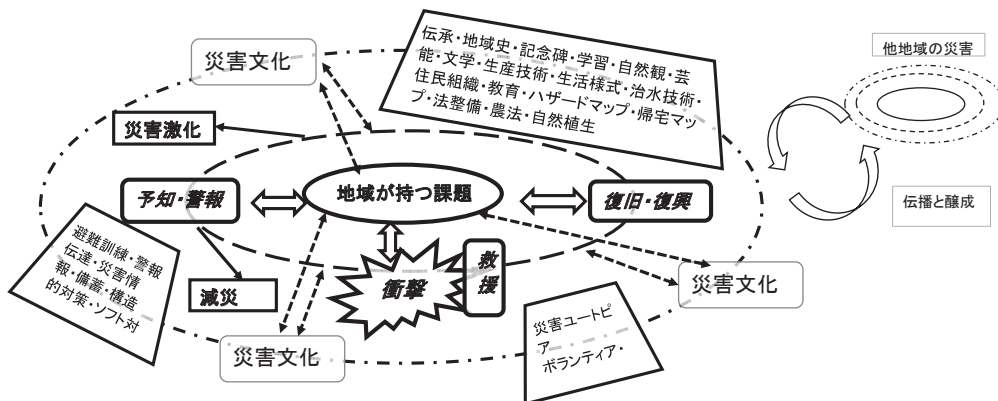 災害文化
伝承・地域史・記念碑・学習・自然観・芸
能・文学・生産技術・生活様式・治水技術・
住民組織・教育・ハザードマップ・帰宅マッ
プ・法整備・農法・自然植生
他地域の災害
災害激化
予知・警報
地域が持つ課題
復旧・復興
伝播と醸成
避難訓練・警報
伝達・災害情
報・備蓄・構造
的対策・ソフト対
減災
衝撃
救
援
災害文化
災害文化
災害ユートピ
ア
ボランティア・